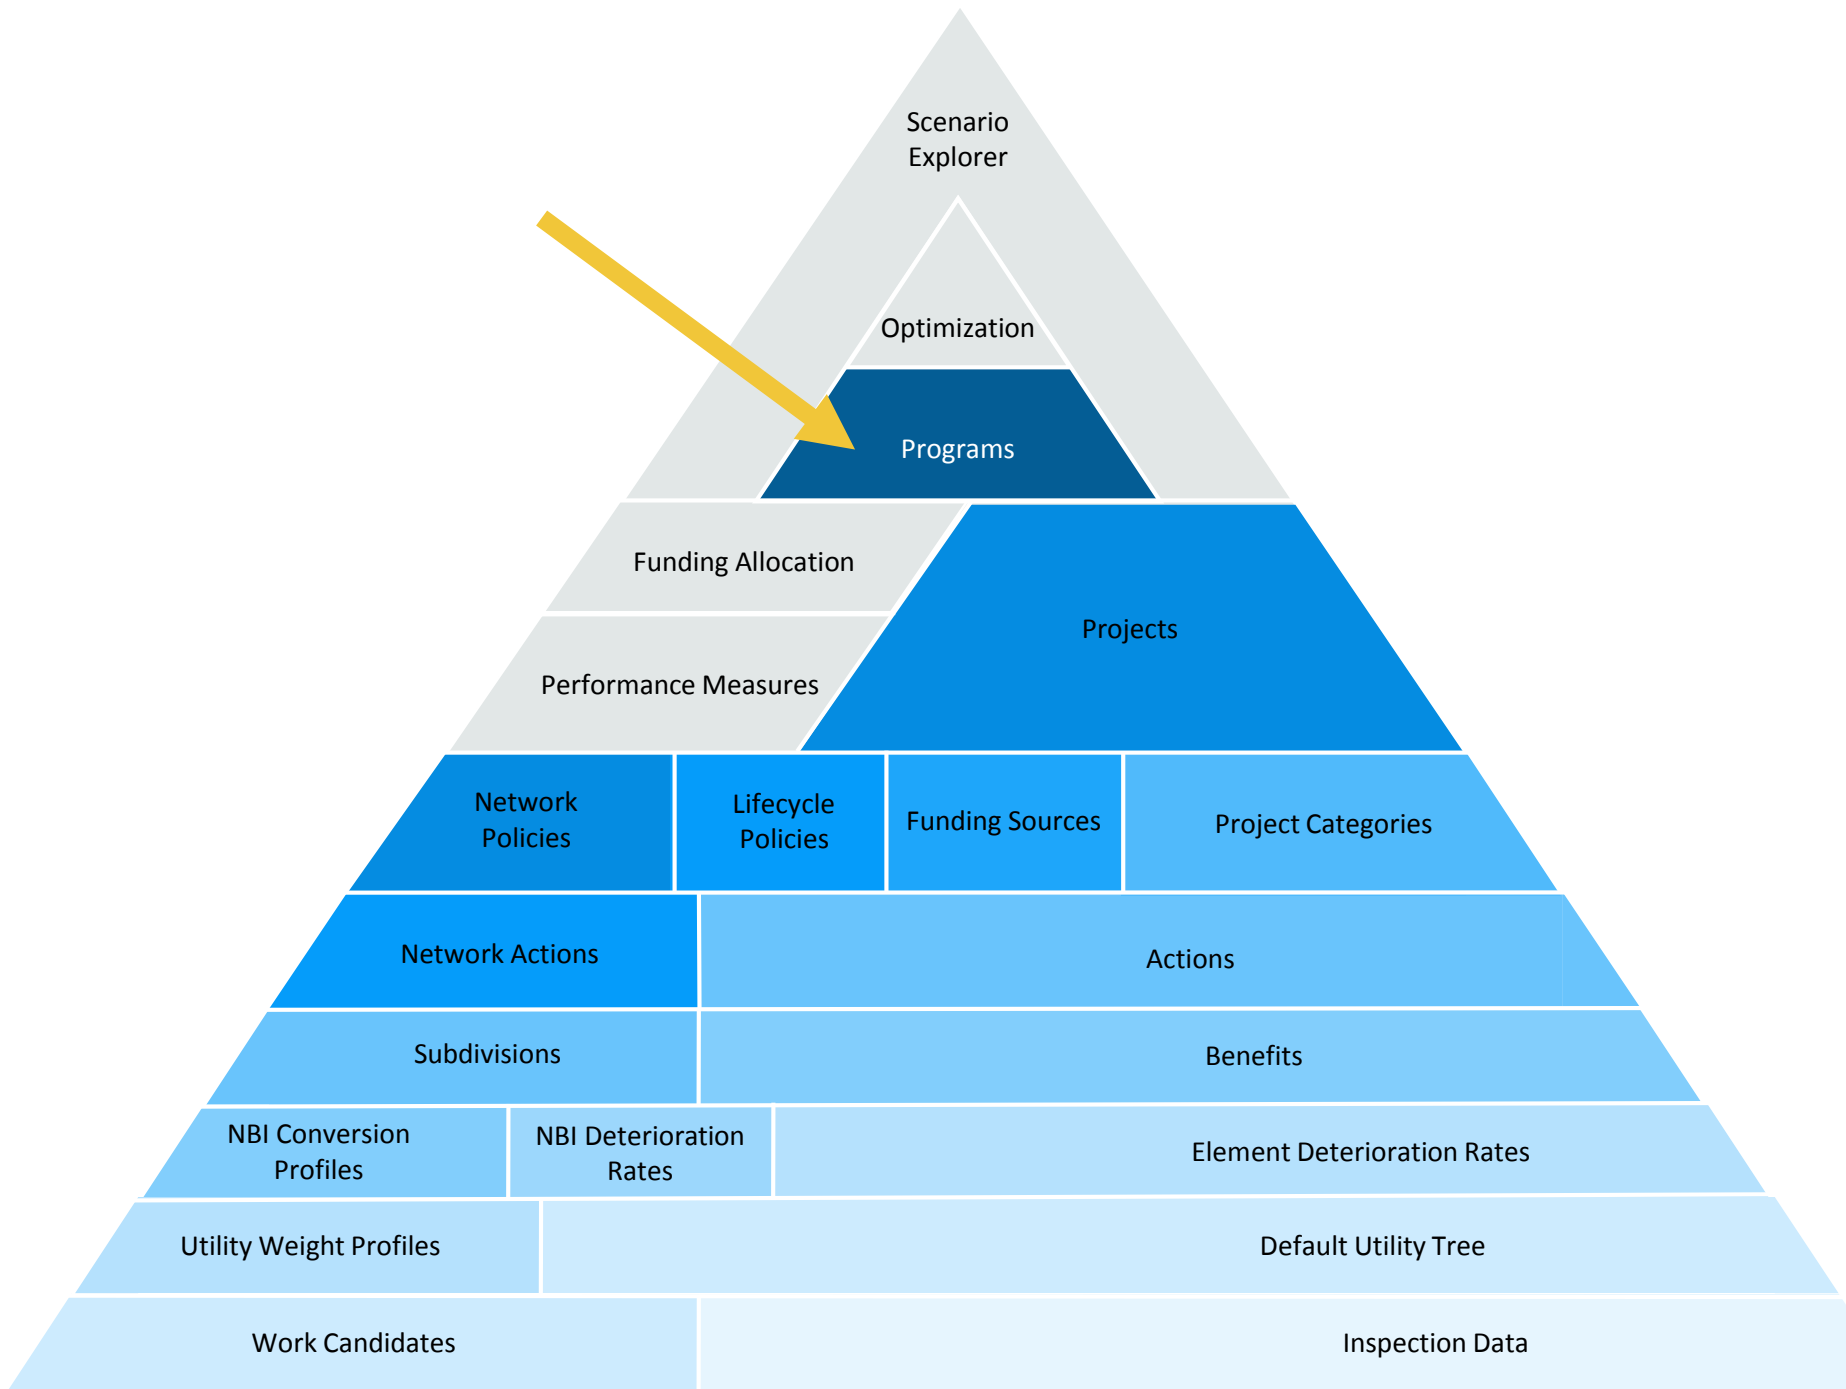 Scenario
Explorer
Optimization
Programs
Funding Allocation
Projects
Performance Measures
Network
Policies
Lifecycle
Policies
Funding Sources
Project Categories
Network Actions
Actions
Subdivisions
Benefits
NBI Conversion
Profiles
NBI Deterioration
Rates
Element Deterioration Rates
Utility Weight Profiles
Default Utility Tree
Work Candidates
Inspection Data